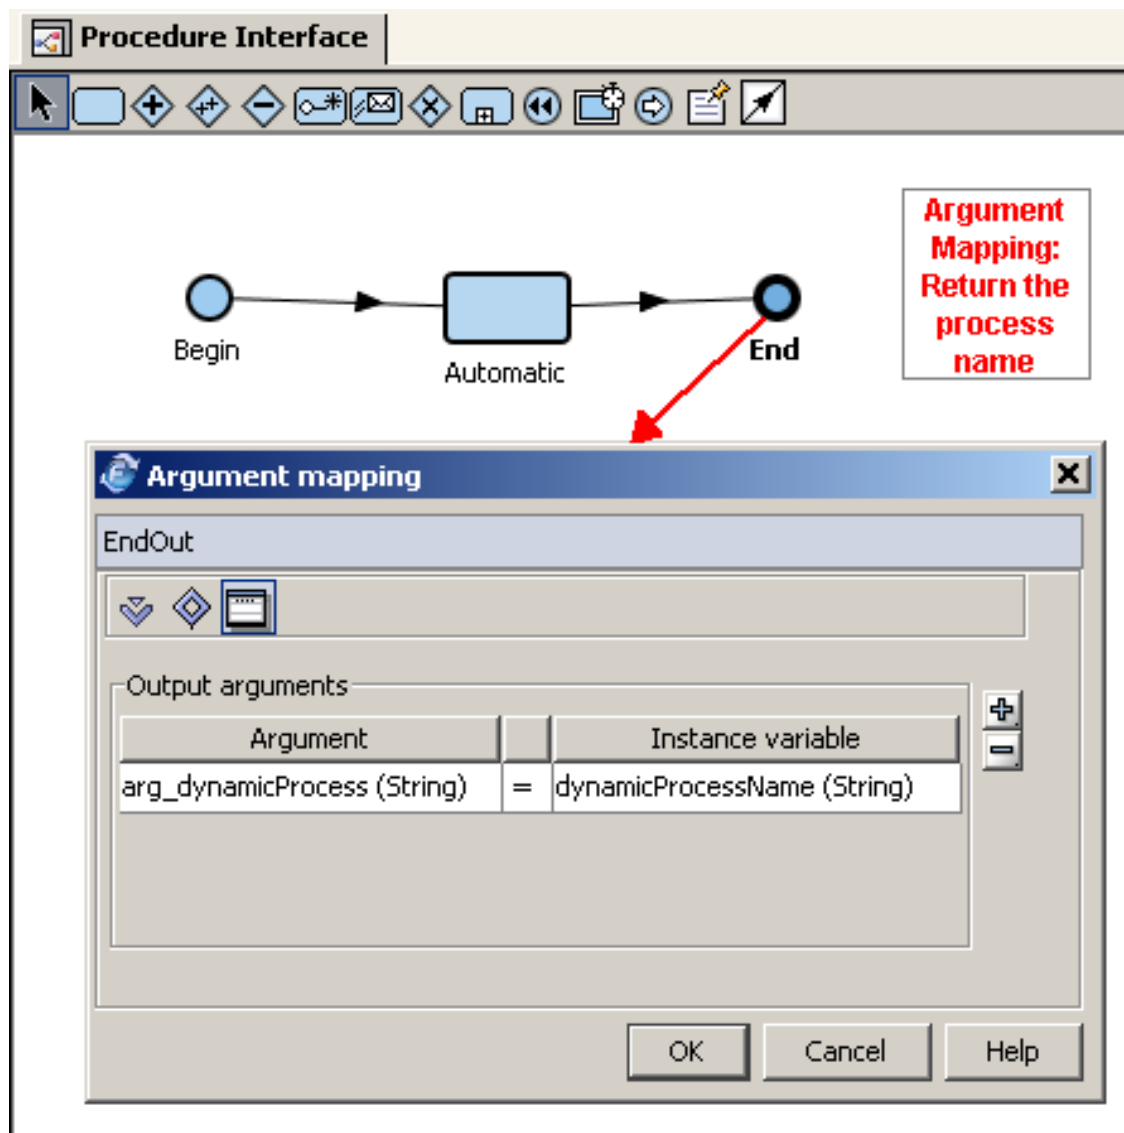 Procedure Interface
Argument
Mapping:
Return the
process
name
Begin
Automatic
End
Argument mapping
EndOut
Output arguments
Argument Instance variable
arg_dynamicProcess (String) = dynamicProcessName (String)
OK Cancel Help